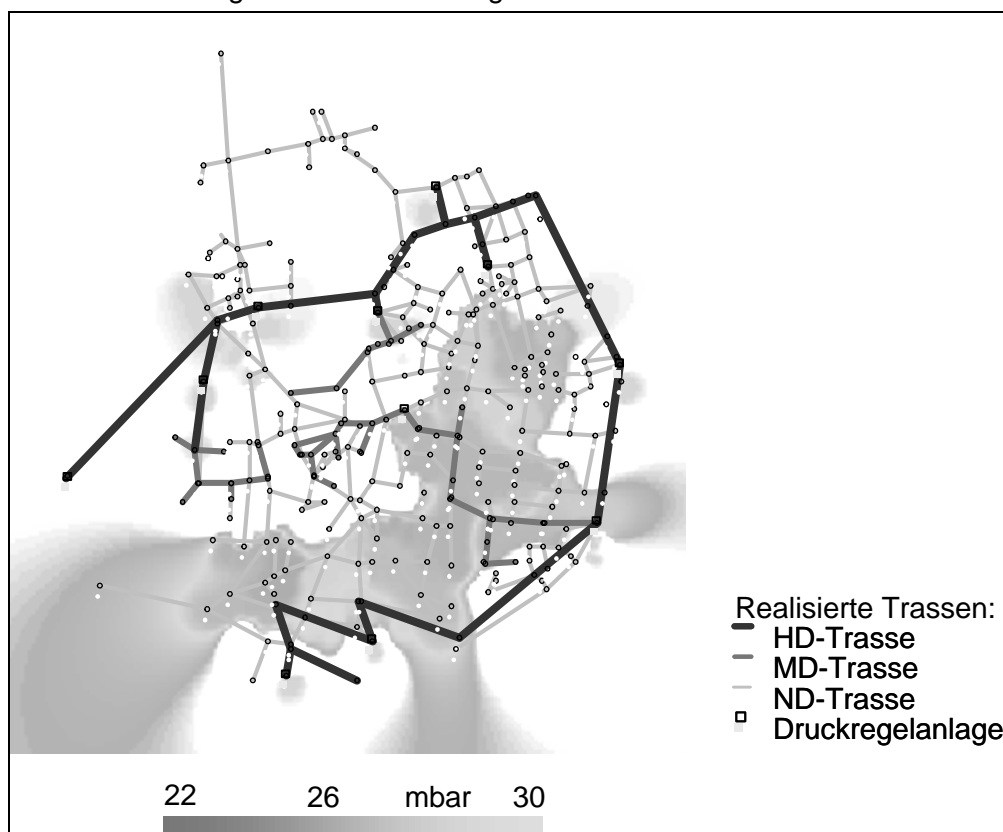 Realisierte Trassen:
HD-Trasse
MD-Trasse
ND-Trasse
Druckregelanlage
22 26 mbar 30